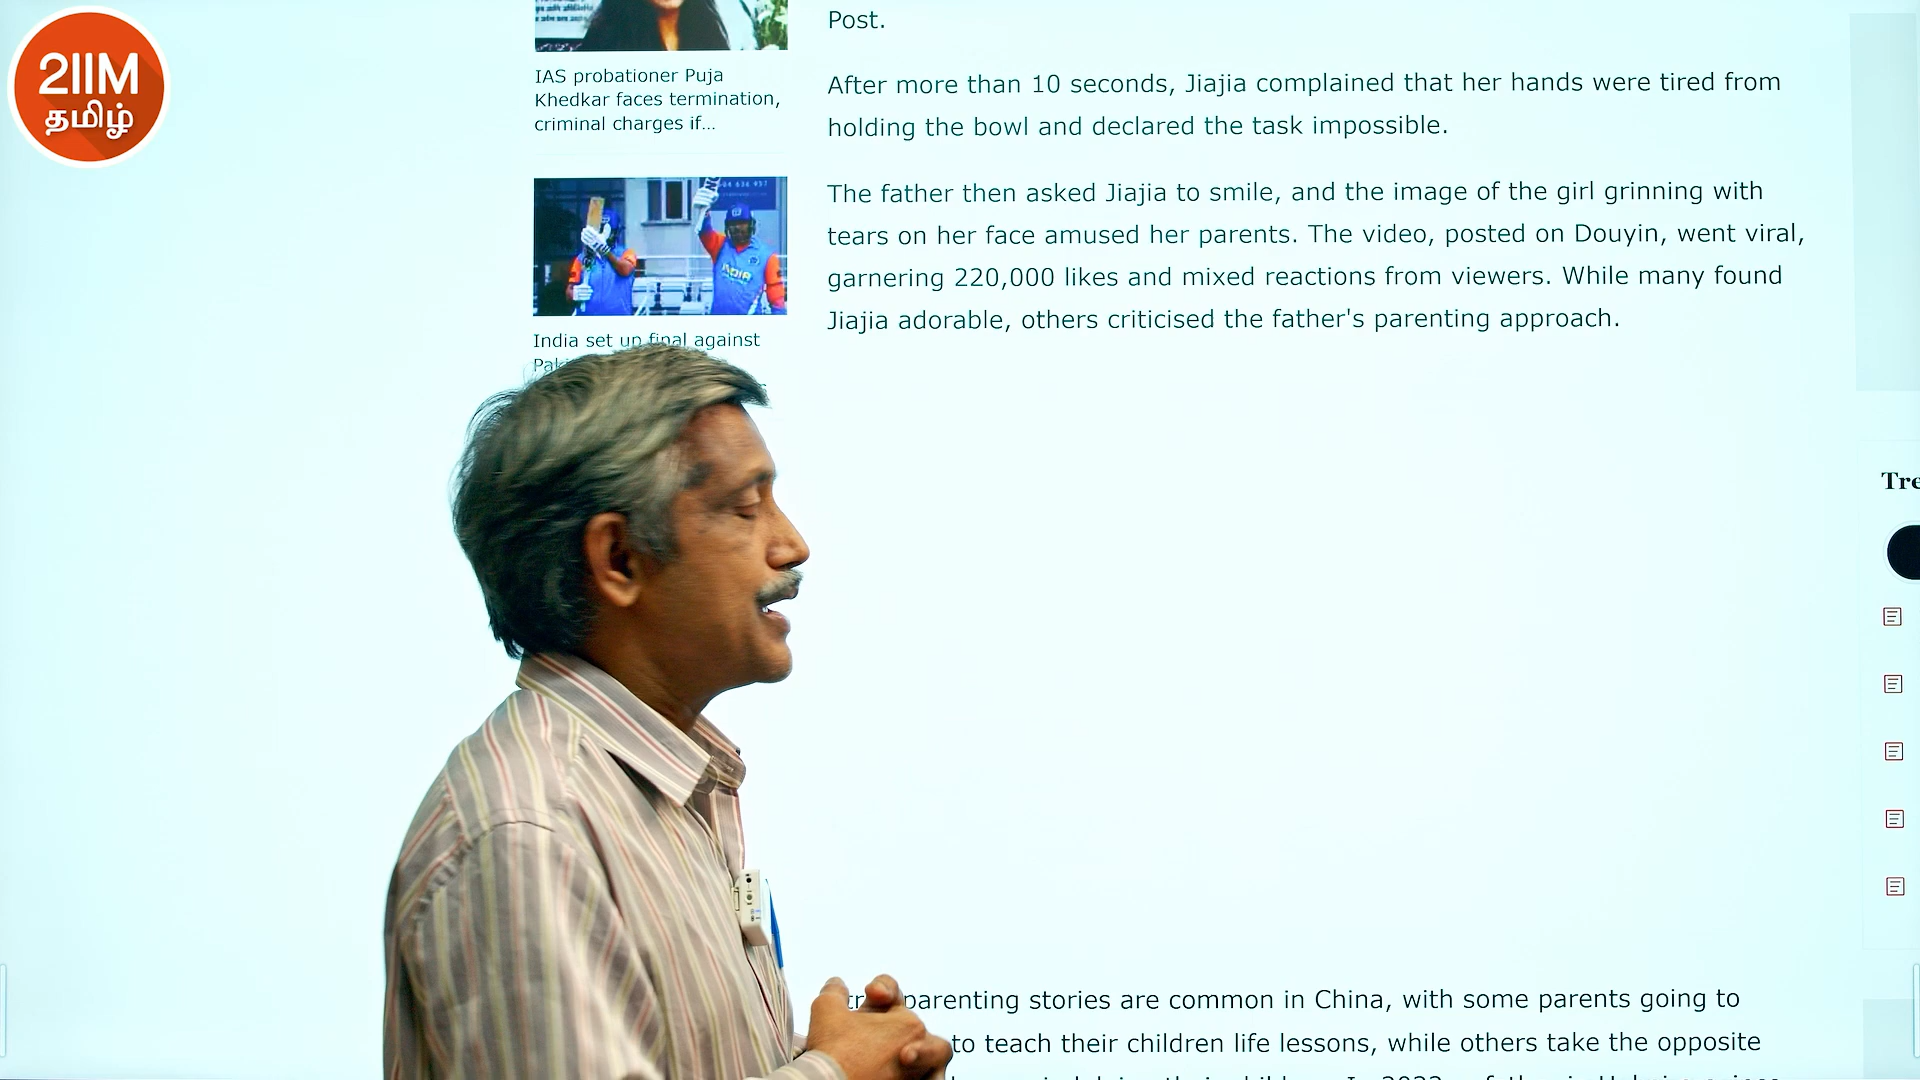 2IIM
தமிழ்
IAS probationer Puja
Khedkar faces termination,
criminal charges if...
India set up final against
Post.
After more than 10 seconds, Jiajia complained that her hands were tired from
holding the bowl and declared the task impossible.
The father then asked Jiajia to smile, and the image of the girl grinning with
tears on her face amused her parents. The video, posted on Douyin, went viral,
garnering 220,000 likes and mixed reactions from viewers. While many found
Jiajia adorable, others criticised the father's parenting approach.
parenting stories are common in China, with some parents going to
to teach their children life lessons, while others take the opposite
Tre